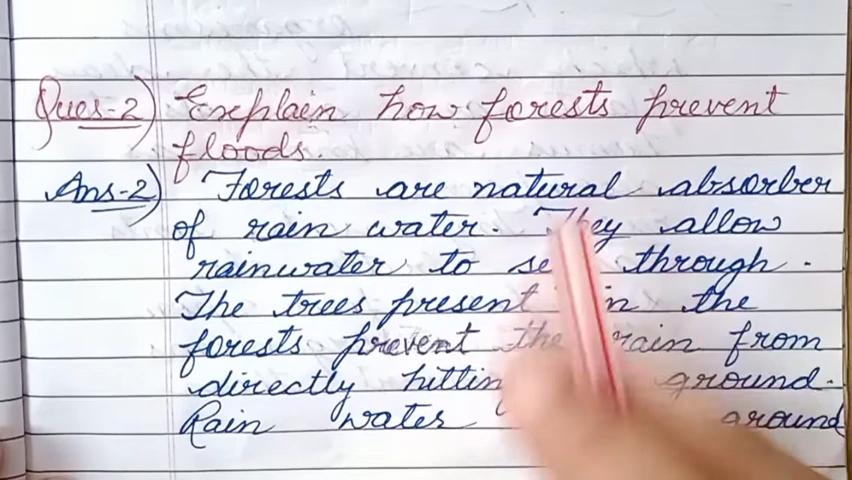 Ques-2) Explain how forests prevent
floods.
Ans-2) Forests are natural absorber
of rain water. They allow
rainwater to through.
The trees present in the
forests prevent the rain from
directly ground.
Rain water ground